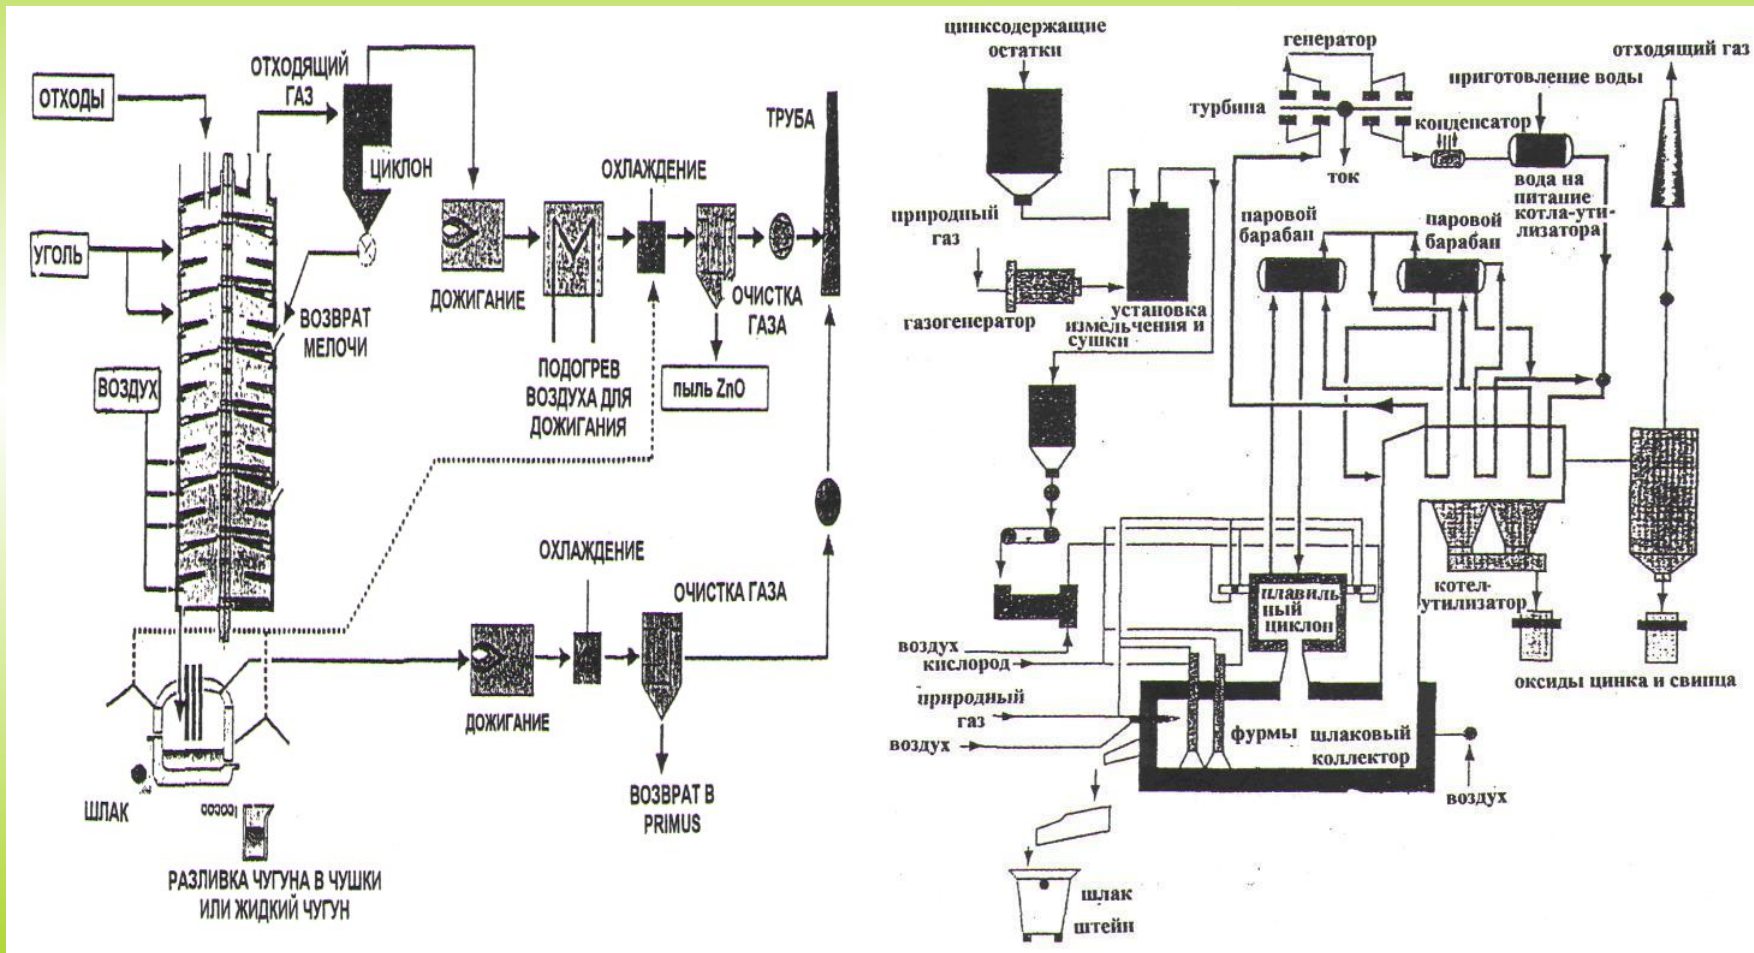 ОТХОДЫ
ОТХОДЯЩИЙ
ГАЗ
ЦИКЛОН
УГОЛЬ
ВОЗВРАТ
МЕЛОЧИ
ВОЗДУХ
ДОЖИГАНИЕ
ПОДОГРЕВ
ВОЗДУХА ДЛЯ
ДОЖИГАНИЯ
ОХЛАЖДЕНИЕ
ОЧИСТКА
ГАЗА
пыль ZnO
ТРУБА
ОХЛАЖДЕНИЕ
ОЧИСТКА ГАЗА
ДОЖИГАНИЕ
ВОЗВРАТ В
PRIMUS
ШЛАК
РАЗЛИВКА ЧУГУНА В ЧУШКИ
ИЛИ ЖИДКИЙ ЧУГУН
цинксодержащие
остатки
генератор
отходящий газ
приготовление воды
турбина
конденсатор
ток
вода на
питание
котла-ути-
лизатора
природный
газ
паровой
барабан
паровой
барабан
газогенератор
установка
измельчения и
сушки
плавиль
ный
циклон
котел-
утилизатор
воздух
кислород
оксиды цинка и свинца
природный
газ
воздух
фурмы
шлаковый
коллектор
воздух
шлак
штейн